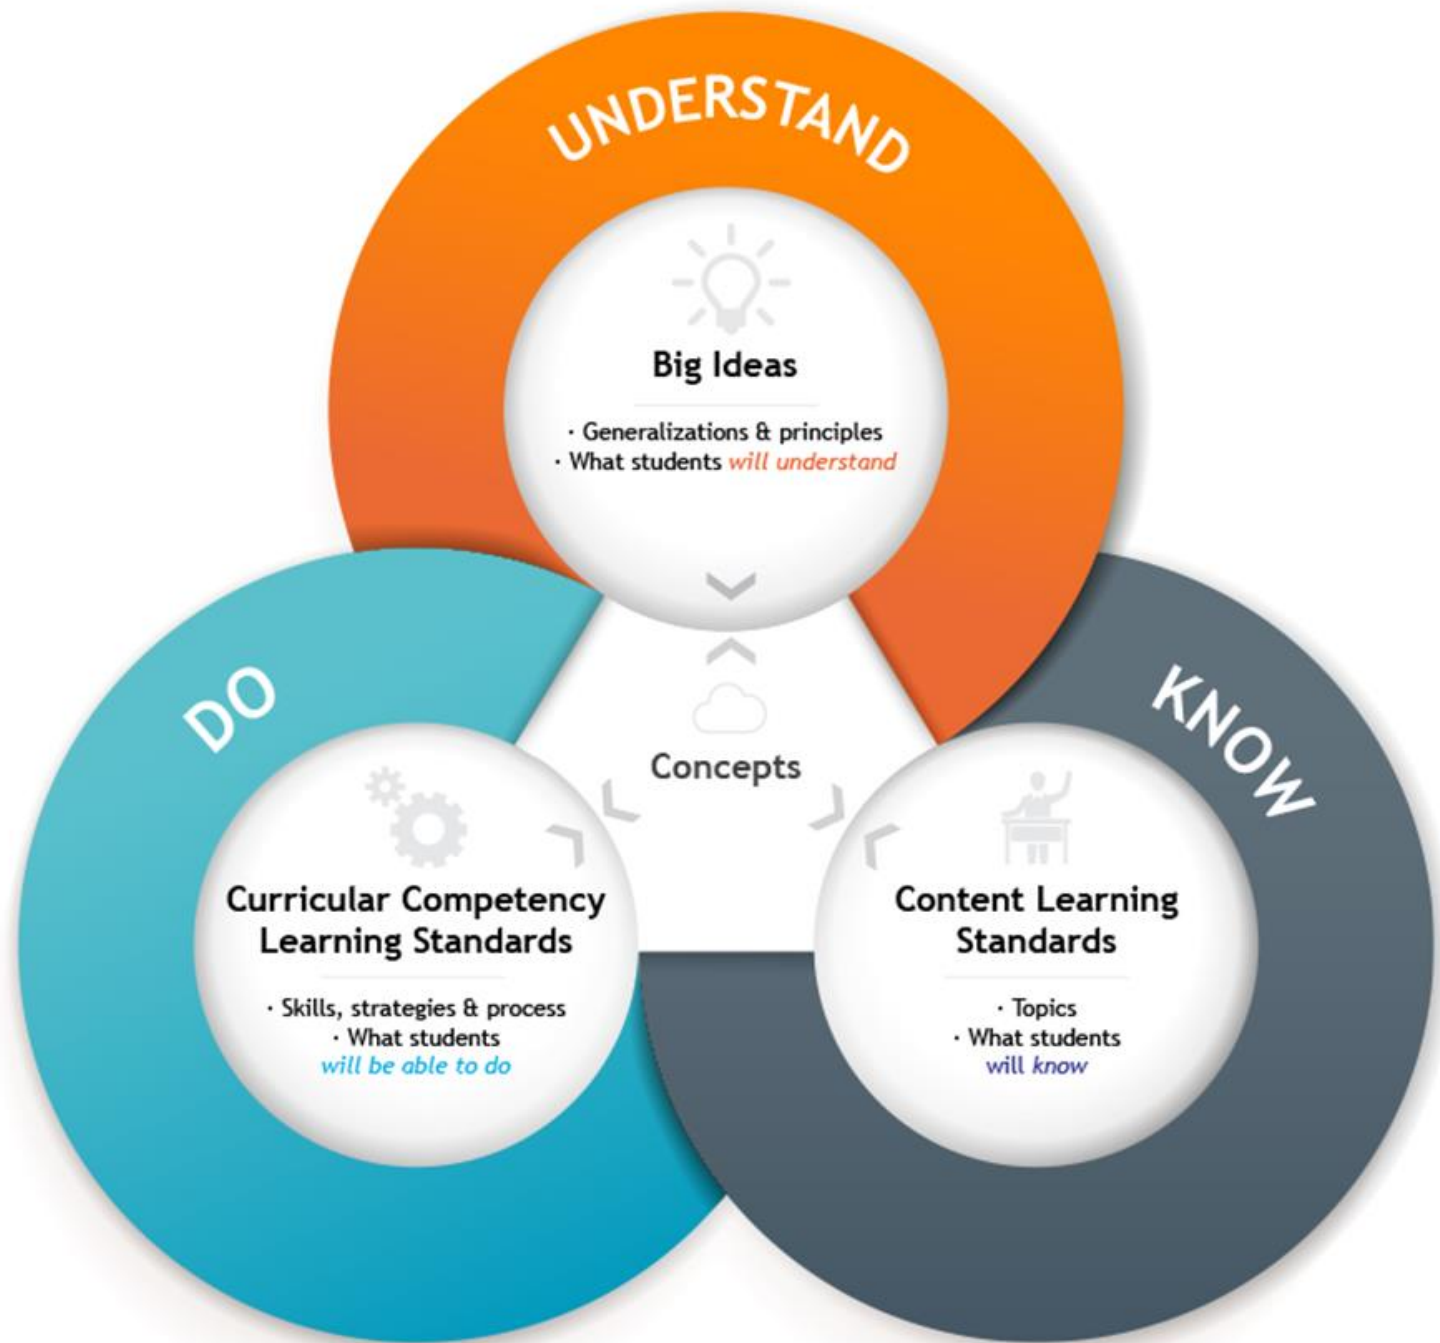 UNDERSTAND
Big Ideas
· Generalizations & principles
· What students will understand
DO
KNOW
Concepts
Curricular Competency
Learning Standards
· Skills, strategies & process
· What students
will be able to do
Content Learning
Standards
· Topics
· What students
will know